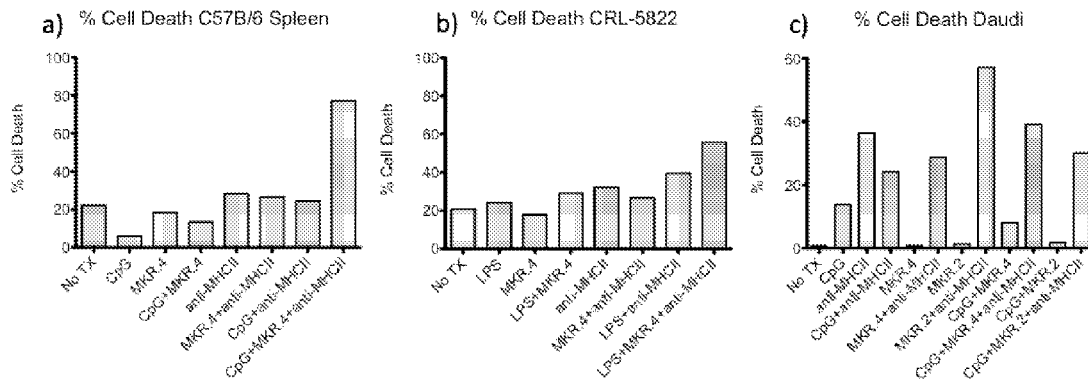 a)
% Cell Death C57B/6 Spleen
% Cell Death
100
80
60
40
20
0
No TX
CpG
MKR.4
CpG+MKR.4
anti-MHCII
MKR.4+anti-MHCII
CpG+anti-MHCII
CpG+MKR.4+anti-MHCII
b)
% Cell Death CRL-5822
% Cell Death
100
80
60
40
20
0
No TX
LPS
MKR.4
LPS+MKR.4
anti-MHCII
MKR.4+anti-MHCII
LPS+anti-MHCII
LPS+MKR.4+anti-MHCII
c)
% Cell Death Daudi
% Cell Death
60
40
20
0
No TX
CpG
anti-MHCII
CpG+anti-MHCII
MKR.4
MKR.4+anti-MHCII
MKR.2
MKR.2+anti-MHCII
CpG+MKR.4
CpG+MKR.4+anti-MHCII
CpG+MKR.2
CpG+MKR.2+anti-MHCII